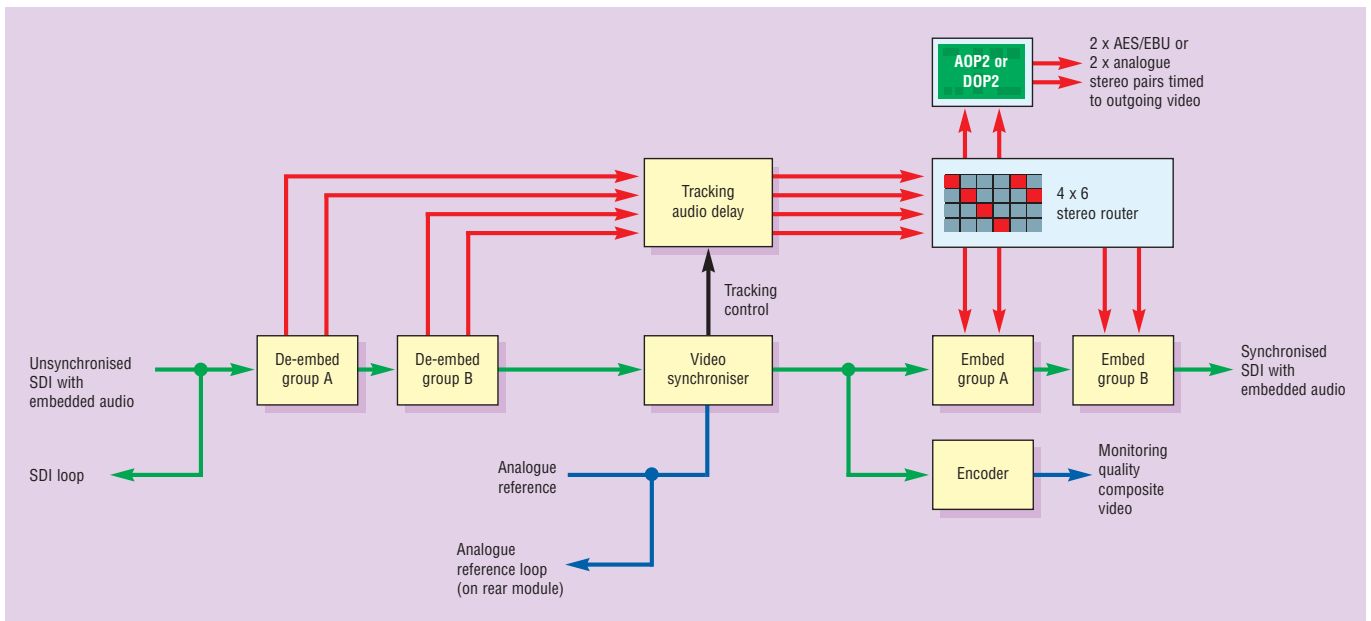 AOP2 or
DOP2
2 x AES/EBU or
2 x analogue
stereo pairs timed
to outgoing video
Tracking
audio delay
4 x 6
stereo router
Tracking
control
Unsynchronised
SDI with
embedded audio
De-embed
group A
De-embed
group B
Video
synchroniser
Embed
group A
Embed
group B
Synchronised
SDI with
embedded audio
SDI loop
Analogue
reference
Encoder
Monitoring
quality
composite
video
Analogue
reference loop
(on rear module)